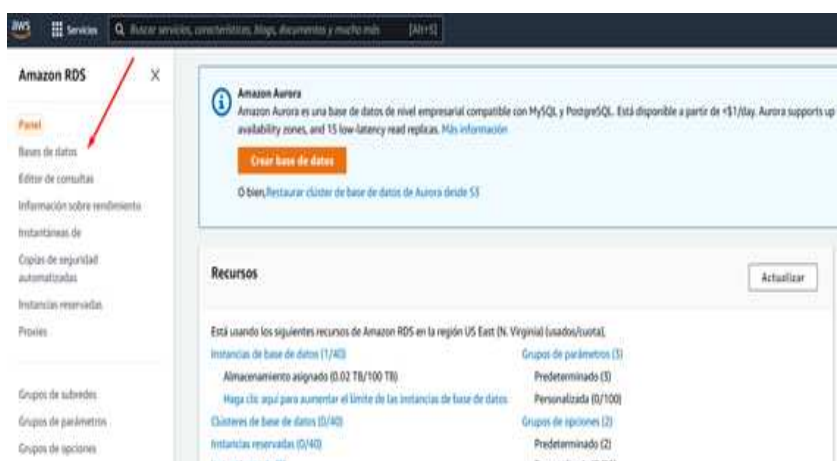 aws
Servicios
Buscar servicios, características, blogs, documentos y mucho más
[Alt+S]
Amazon RDS
X
Panel
Bases de datos
Editor de consultas
Información sobre rendimiento
Instantáneas de
Copias de seguridad
automatizadas
Instancias reservadas
Proxies
Grupos de subredes
Grupos de parámetros
Grupos de opciones
Amazon Aurora
Amazon Aurora es una base de datos de nivel empresarial compatible con MySQL y PostgreSQL. Está disponible a partir de <$1/day. Aurora supports up
availability zones, and 15 low-latency read replicas. Más información
Crear base de datos
O bien, Restaurar clúster de base de datos de Aurora desde S3
Recursos
Actualizar
Está usando los siguientes recursos de Amazon RDS en la región US East (N. Virginia) (usados/cuota).
Instancias de base de datos (1/40)
Almacenamiento asignado (0.02 TB/100 TB)
Haga clic aquí para aumentar el límite de las instancias de base de datos
Clústeres de base de datos (0/40)
Instancias reservadas (0/40)
Grupos de parámetros (3)
Predeterminado (3)
Personalizada (0/100)
Grupos de opciones (2)
Predeterminado (2)